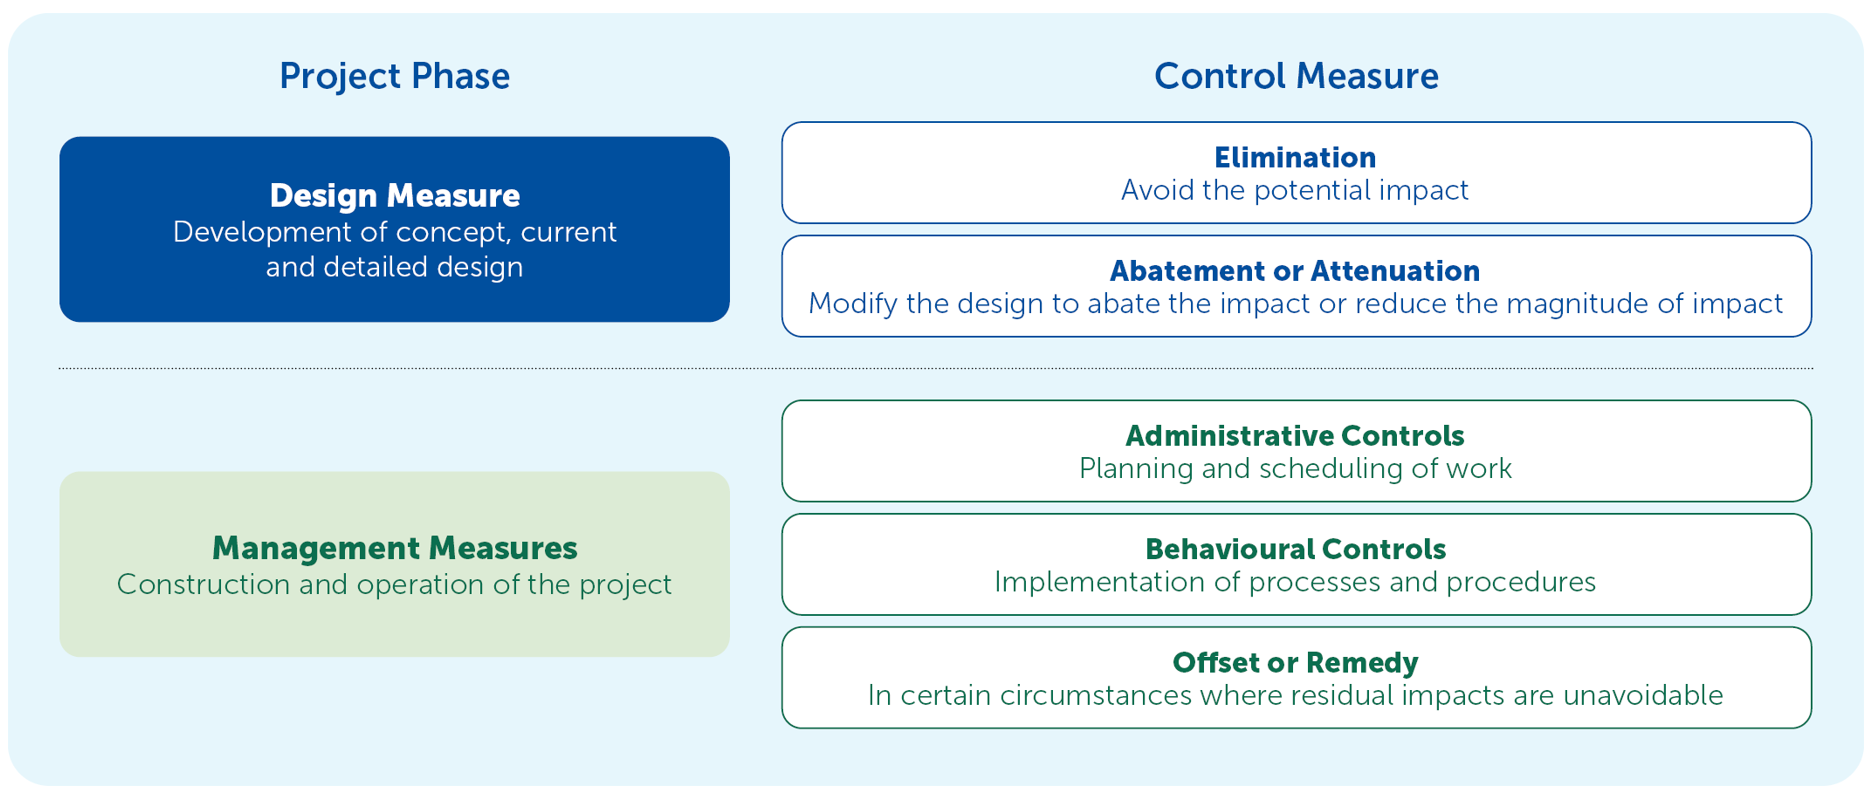 Project Phase
Control Measure
Design Measure
Development of concept, current
and detailed design
Elimination
Avoid the potential impact
Abatement or Attenuation
Modify the design to abate the impact or reduce the magnitude of impact
Management Measures
Construction and operation of the project
Administrative Controls
Planning and scheduling of work
Behavioural Controls
Implementation of processes and procedures
Offset or Remedy
In certain circumstances where residual impacts are unavoidable